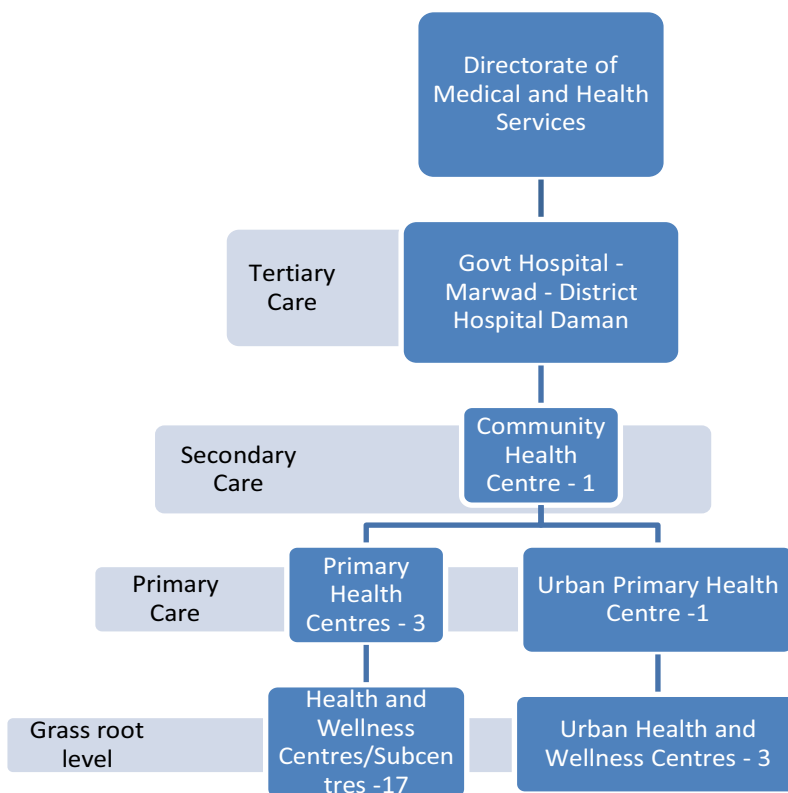 Directorate of
Medical and Health
Services
Tertiary
Care
Govt Hospital -
Marwad - District
Hospital Daman
Secondary
Care
Community
Health
Centre - 1
Primary
Care
Primary
Health
Centres - 3
Urban Primary Health
Centre -1
Grass root
level
Health and
Wellness
Centres/Subcen
tres -17
Urban Health and
Wellness Centres - 3